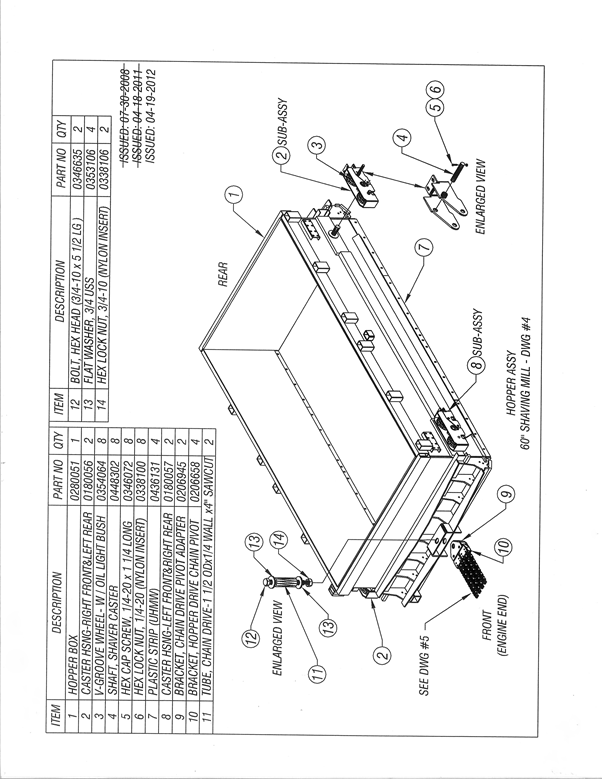 ITEM DESCRIPTION PART NO QTY
1 HOPPER BOX 0280051 1
2 CASTER HSNG-RIGHT FRONT&LEFT REAR 0180056 2
3 V-GROOVE WHEEL- W / OIL LIGHT BUSH 0354064 8
4 SHAFT, SHAVER CASTER 0448302 8
5 HEX CAP SCREW, 1/4-20 x 1 1/4 LONG 0346072 8
6 HEX LOCK NUT, 1/4-20 (NYLON INSERT) 0338100 8
7 PLASTIC STRIP (UHMW) 0436131 4
8 CASTER HSNG-LEFT FRONT&RIGHT REAR 0180057 2
9 BRACKET, CHAIN DRIVE PIVOT ADAPTER 0206945 2
10 BRACKET, HOPPER DRIVE CHAIN PIVOT 0206658 4
11 TUBE, CHAIN DRIVE-1 1/2 ODx1/4 WALL x4" SAWCUT 2
ITEM DESCRIPTION PART NO QTY
12 BOLT, HEX HEAD (3/4-10 x 5 1/2 LG ) 0346635 2
13 FLAT WASHER, 3/4 USS 0353106 4
14 HEX LOCK NUT, 3/4-10 (NYLON INSERT) 0338106 2
ISSUED: 07-30-2008
ISSUED: 04-18-2011
ISSUED: 04-19-2012
12
13
14
13
11
ENLARGED VIEW
REAR
1
2 SUB-ASSY
3
4
5 6
ENLARGED VIEW
7
8 SUB-ASSY
2
9
10
SEE DWG #5
FRONT
(ENGINE END)
HOPPER ASSY
60" SHAVING MILL - DWG #4